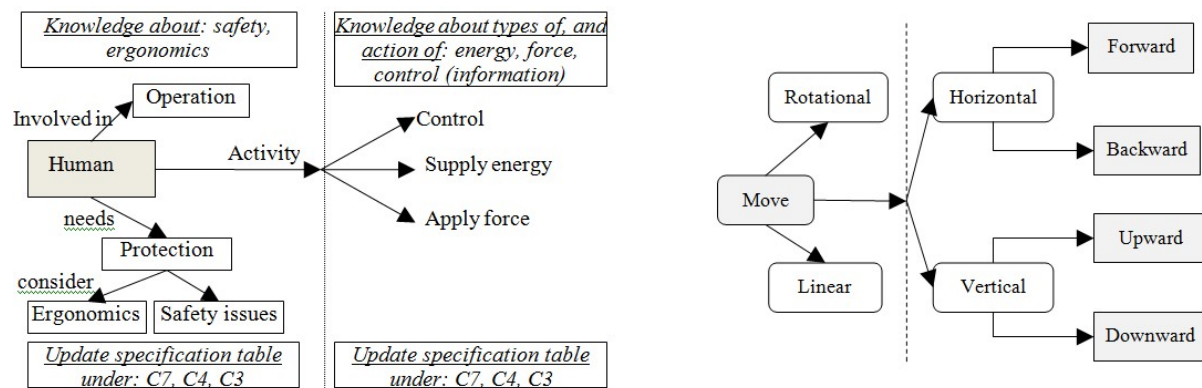 Knowledge about: safety,
ergonomics
Knowledge about types of, and
action of: energy, force,
control (information)
Operation
Involved in
Human
Activity
Control
Supply energy
Apply force
needs
Protection
consider
Ergonomics
Safety issues
Update specification table
under: C7, C4, C3
Update specification table
under: C7, C4, C3
Rotational
Move
Linear
Horizontal
Vertical
Forward
Backward
Upward
Downward